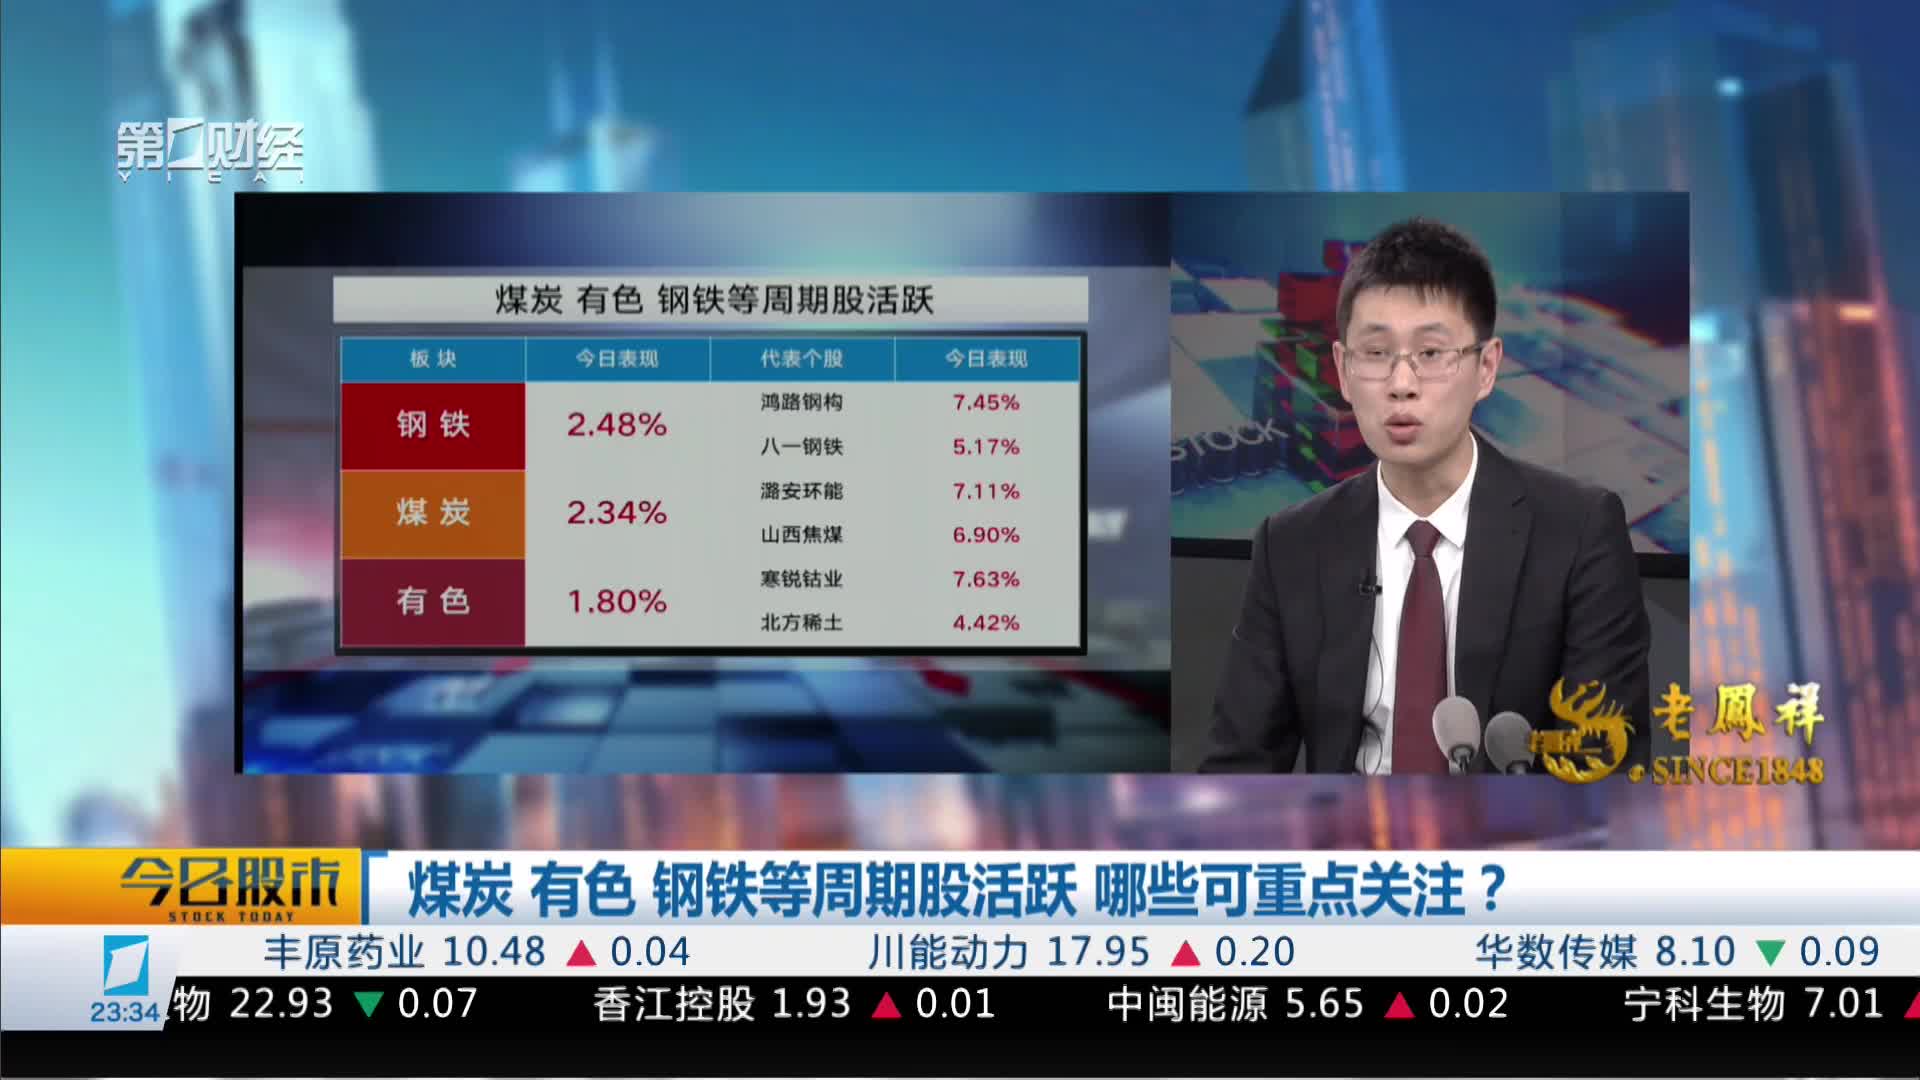 第一财经
YICAI
煤炭 有色 钢铁等周期股活跃
板块 今日表现 代表个股 今日表现
钢铁 2.48% 鸿路钢构 7.45%
八一钢铁 5.17%
煤炭 2.34% 潞安环能 7.11%
山西焦煤 6.90%
有色 1.80% 寒锐钴业 7.63%
北方稀土 4.42%
STOCK
老鳳祥
SINCE1848
今日股市
STOCK TODAY
煤炭 有色 钢铁等周期股活跃 哪些可重点关注？
丰原药业 10.48 ▲ 0.04 川能动力 17.95 ▲ 0.20 华数传媒 8.10 ▼ 0.09
23:34
物 22.93 ▼ 0.07 香江控股 1.93 ▲ 0.01 中闽能源 5.65 ▲ 0.02 宁科生物 7.01 ▲